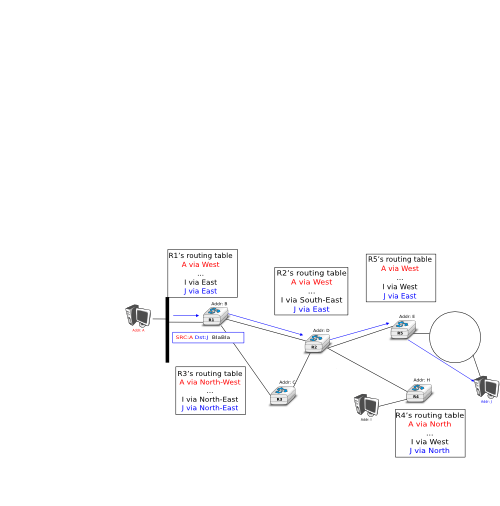 R1's routing table
A via West
...
I via East
J via East
R5's routing table
A via West
...
I via West
J via East
R2's routing table
A via West
...
I via South-East
J via East
Addr: B
R1
Addr: A
SRC:A Dst:J BlaBla
Addr: D
R2
Addr: E
R5
R3's routing table
A via North-West
...
I via North-East
J via North-East
Addr: C
R3
Addr: H
R4
Addr: I
Addr: J
R4's routing table
A via North
...
I via West
J via North